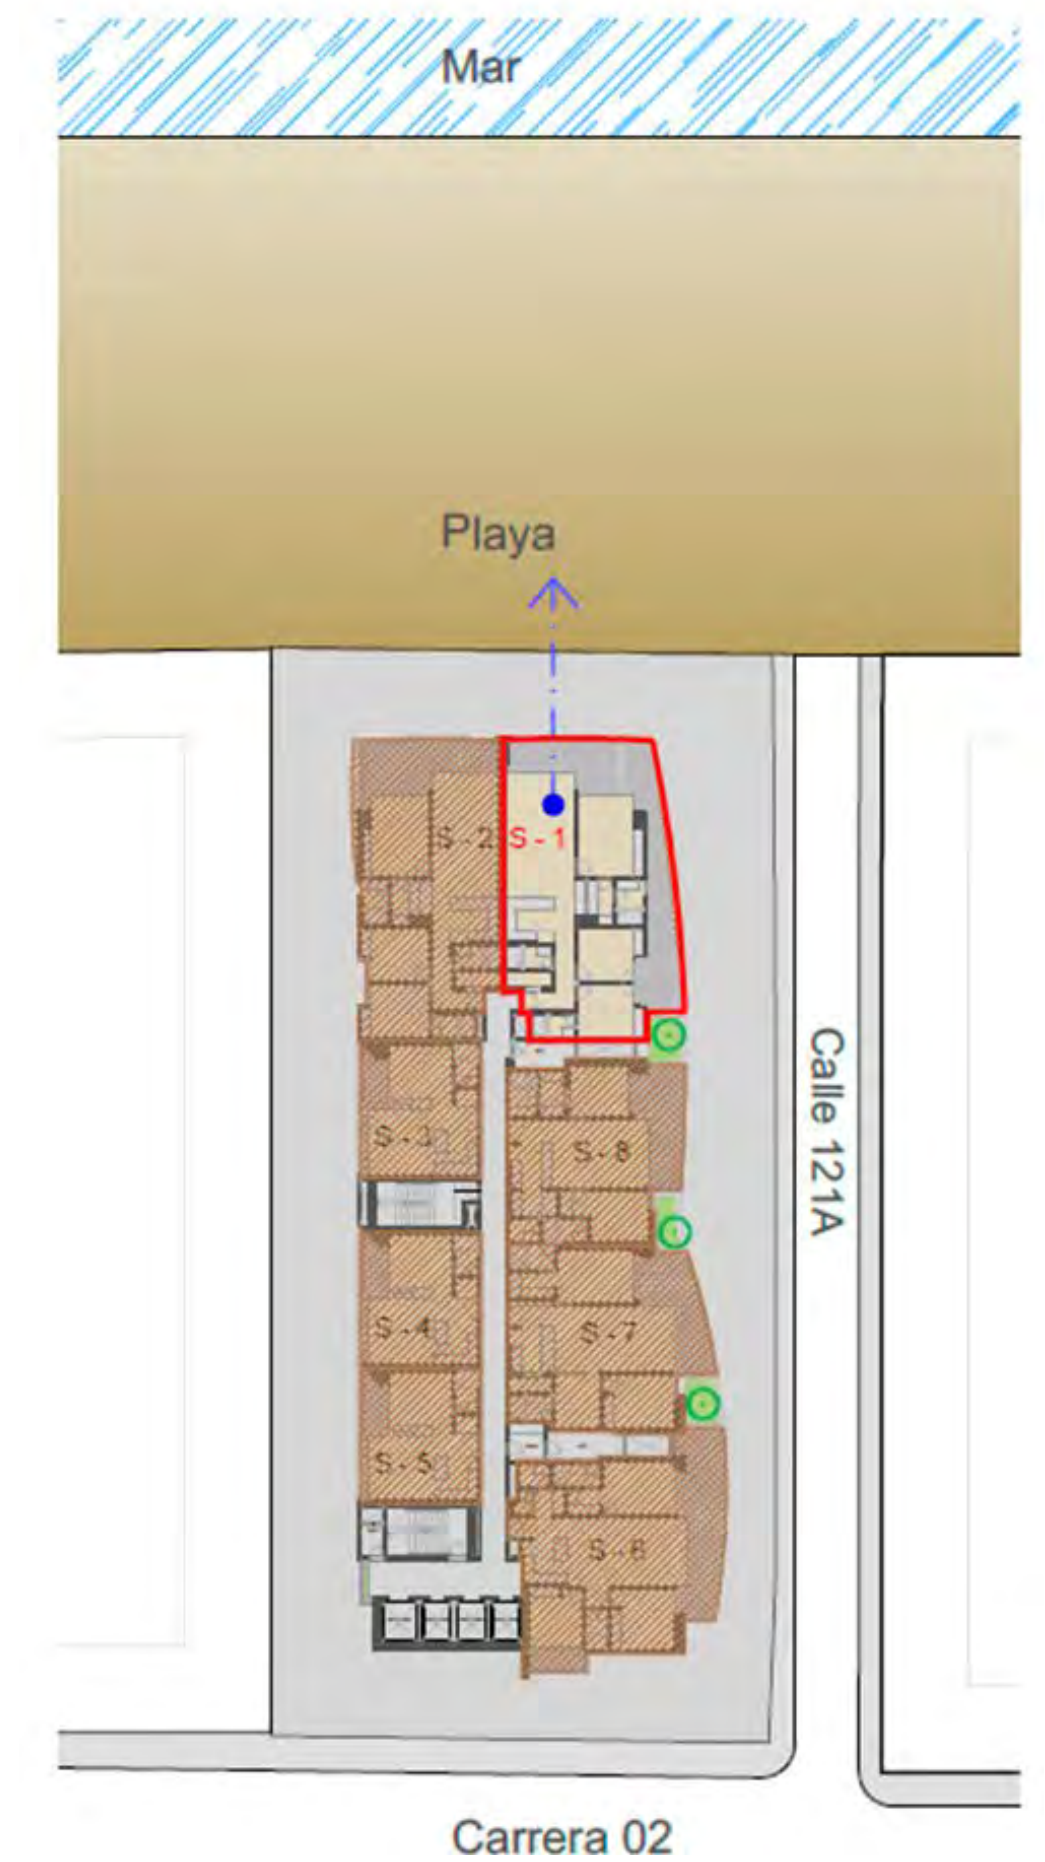 Mar
Playa
S - 2
S - 1
S - 3
S - 8
S - 4
S - 7
S - 5
S - 6
Calle 121A
Carrera 02